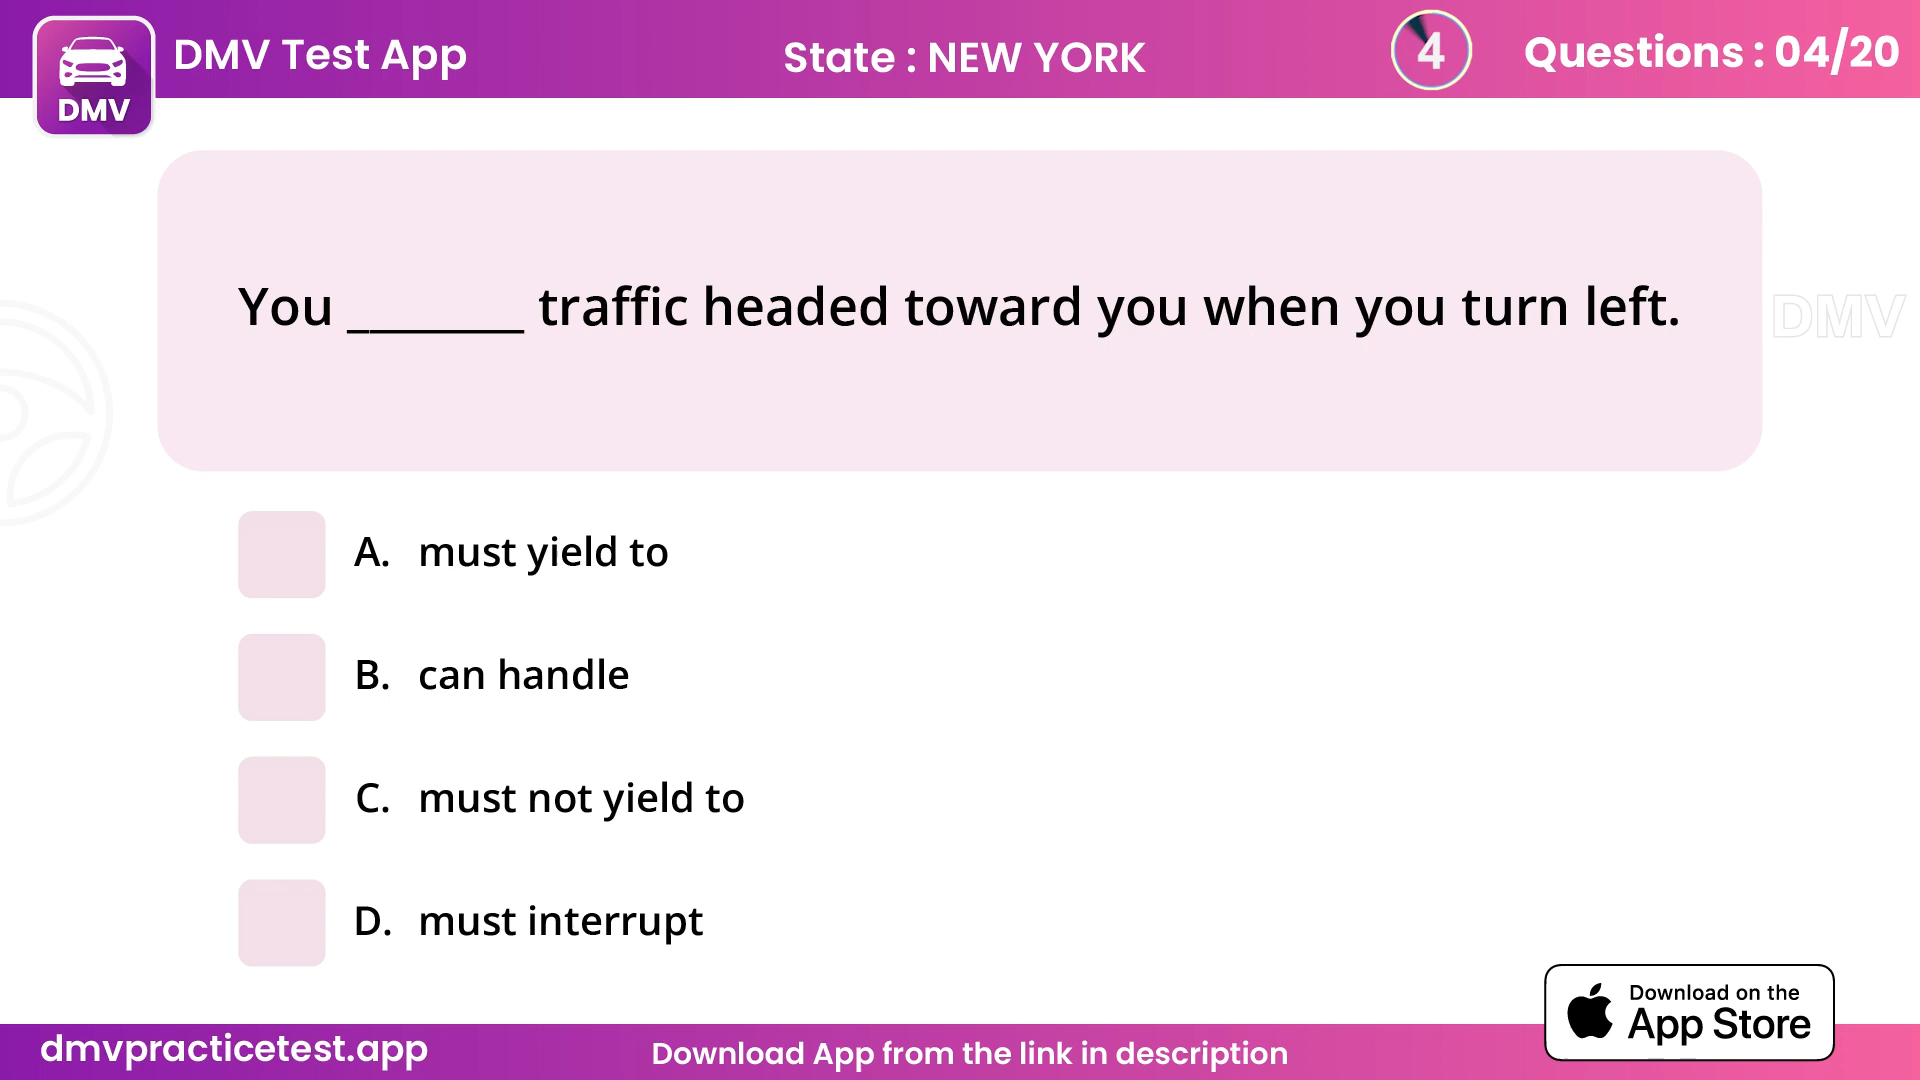 DMV
DMV Test App
State : NEW YORK
4
Questions : 04/20
You _______ traffic headed toward you when you turn left.
DMV
A. must yield to
B. can handle
C. must not yield to
D. must interrupt
Download on the
App Store
dmvpracticetest.app
Download App from the link in description